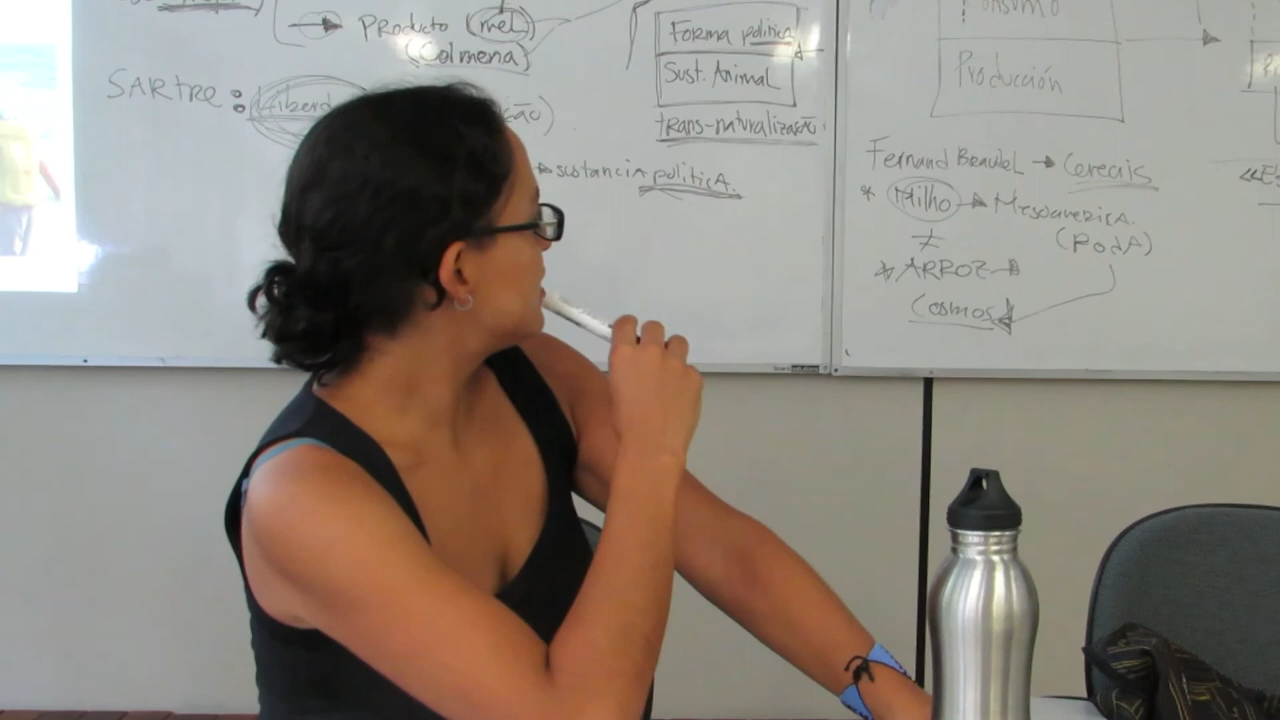 Producto (mel)
(Colmena)
SARTRE:
sustancia política.
Forma política
Sust. Animal
trans-naturalização.
Consumo
Producción
Fernand Braudel → Cereais
* Milho → Mesoamerica.
≠ (Poda)
* ARROZ →
Cosmos